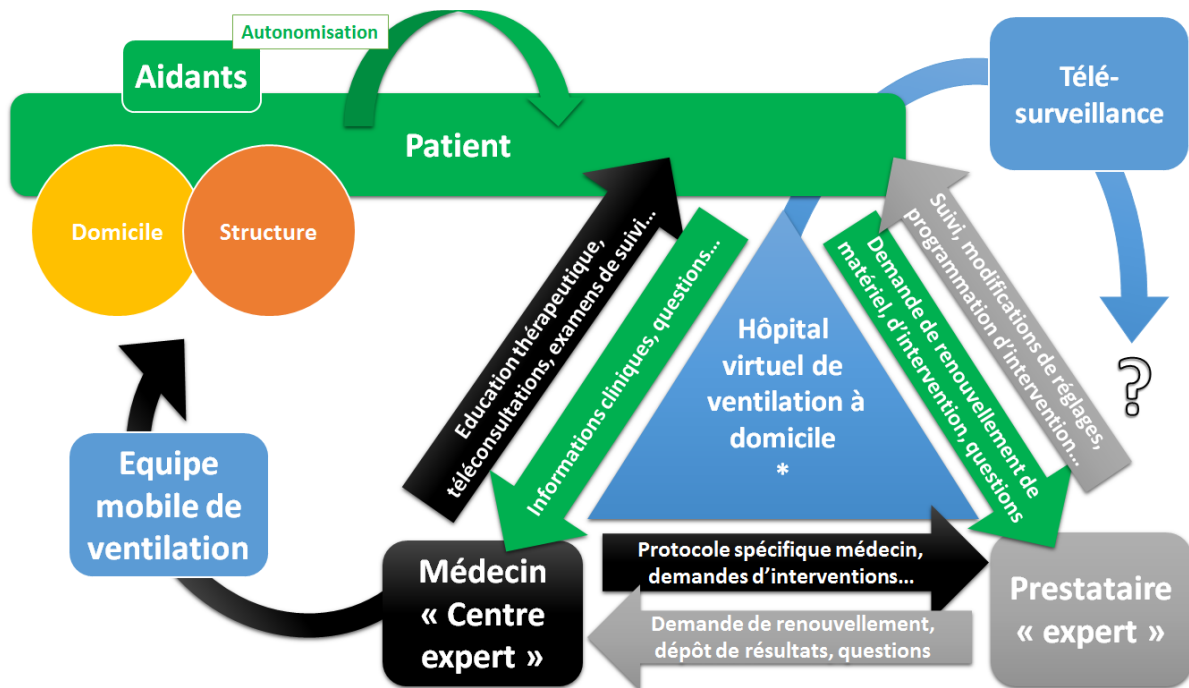 Autonomisation
Aidants
Patient
Télé-
surveillance
Domicile
Structure
Education thérapeutique,
téléconsultations, examens de suivi...
Informations cliniques, questions...
Hôpital
virtuel de
ventilation à
domicile
*
Demande de renouvellement de
matériel, d’intervention, questions
Suivi, modifications de réglages,
programmation d’intervention...
?
Equipe
mobile de
ventilation
Médecin
« Centre
expert »
Protocole spécifique médecin,
demandes d’interventions...
Demande de renouvellement,
dépôt de résultats, questions
Prestataire
« expert »